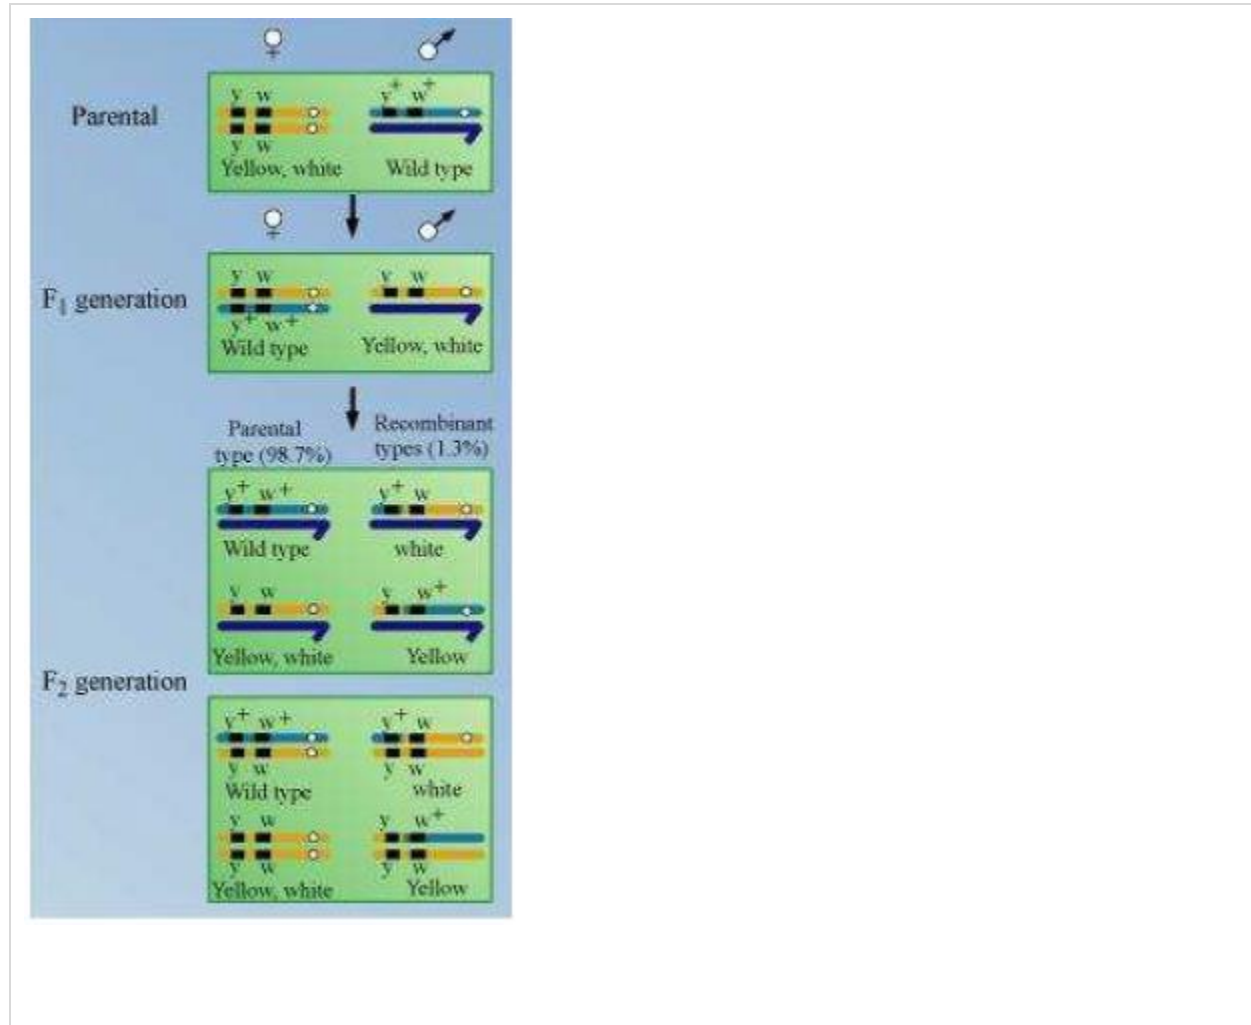 ♀ ♂
Parental
y w y+ w+
y w
Yellow, white Wild type
♀ ♂
F1 generation
y w y w
y+ w+
Wild type Yellow, white
Parental Recombinant
type (98.7%) types (1.3%)
y+ w+ y+ w
Wild type white
y w y w+
Yellow, white Yellow
F2 generation
y+ w+ y+ w
y w y w
Wild type white
y w y w+
y w y w
Yellow, white Yellow